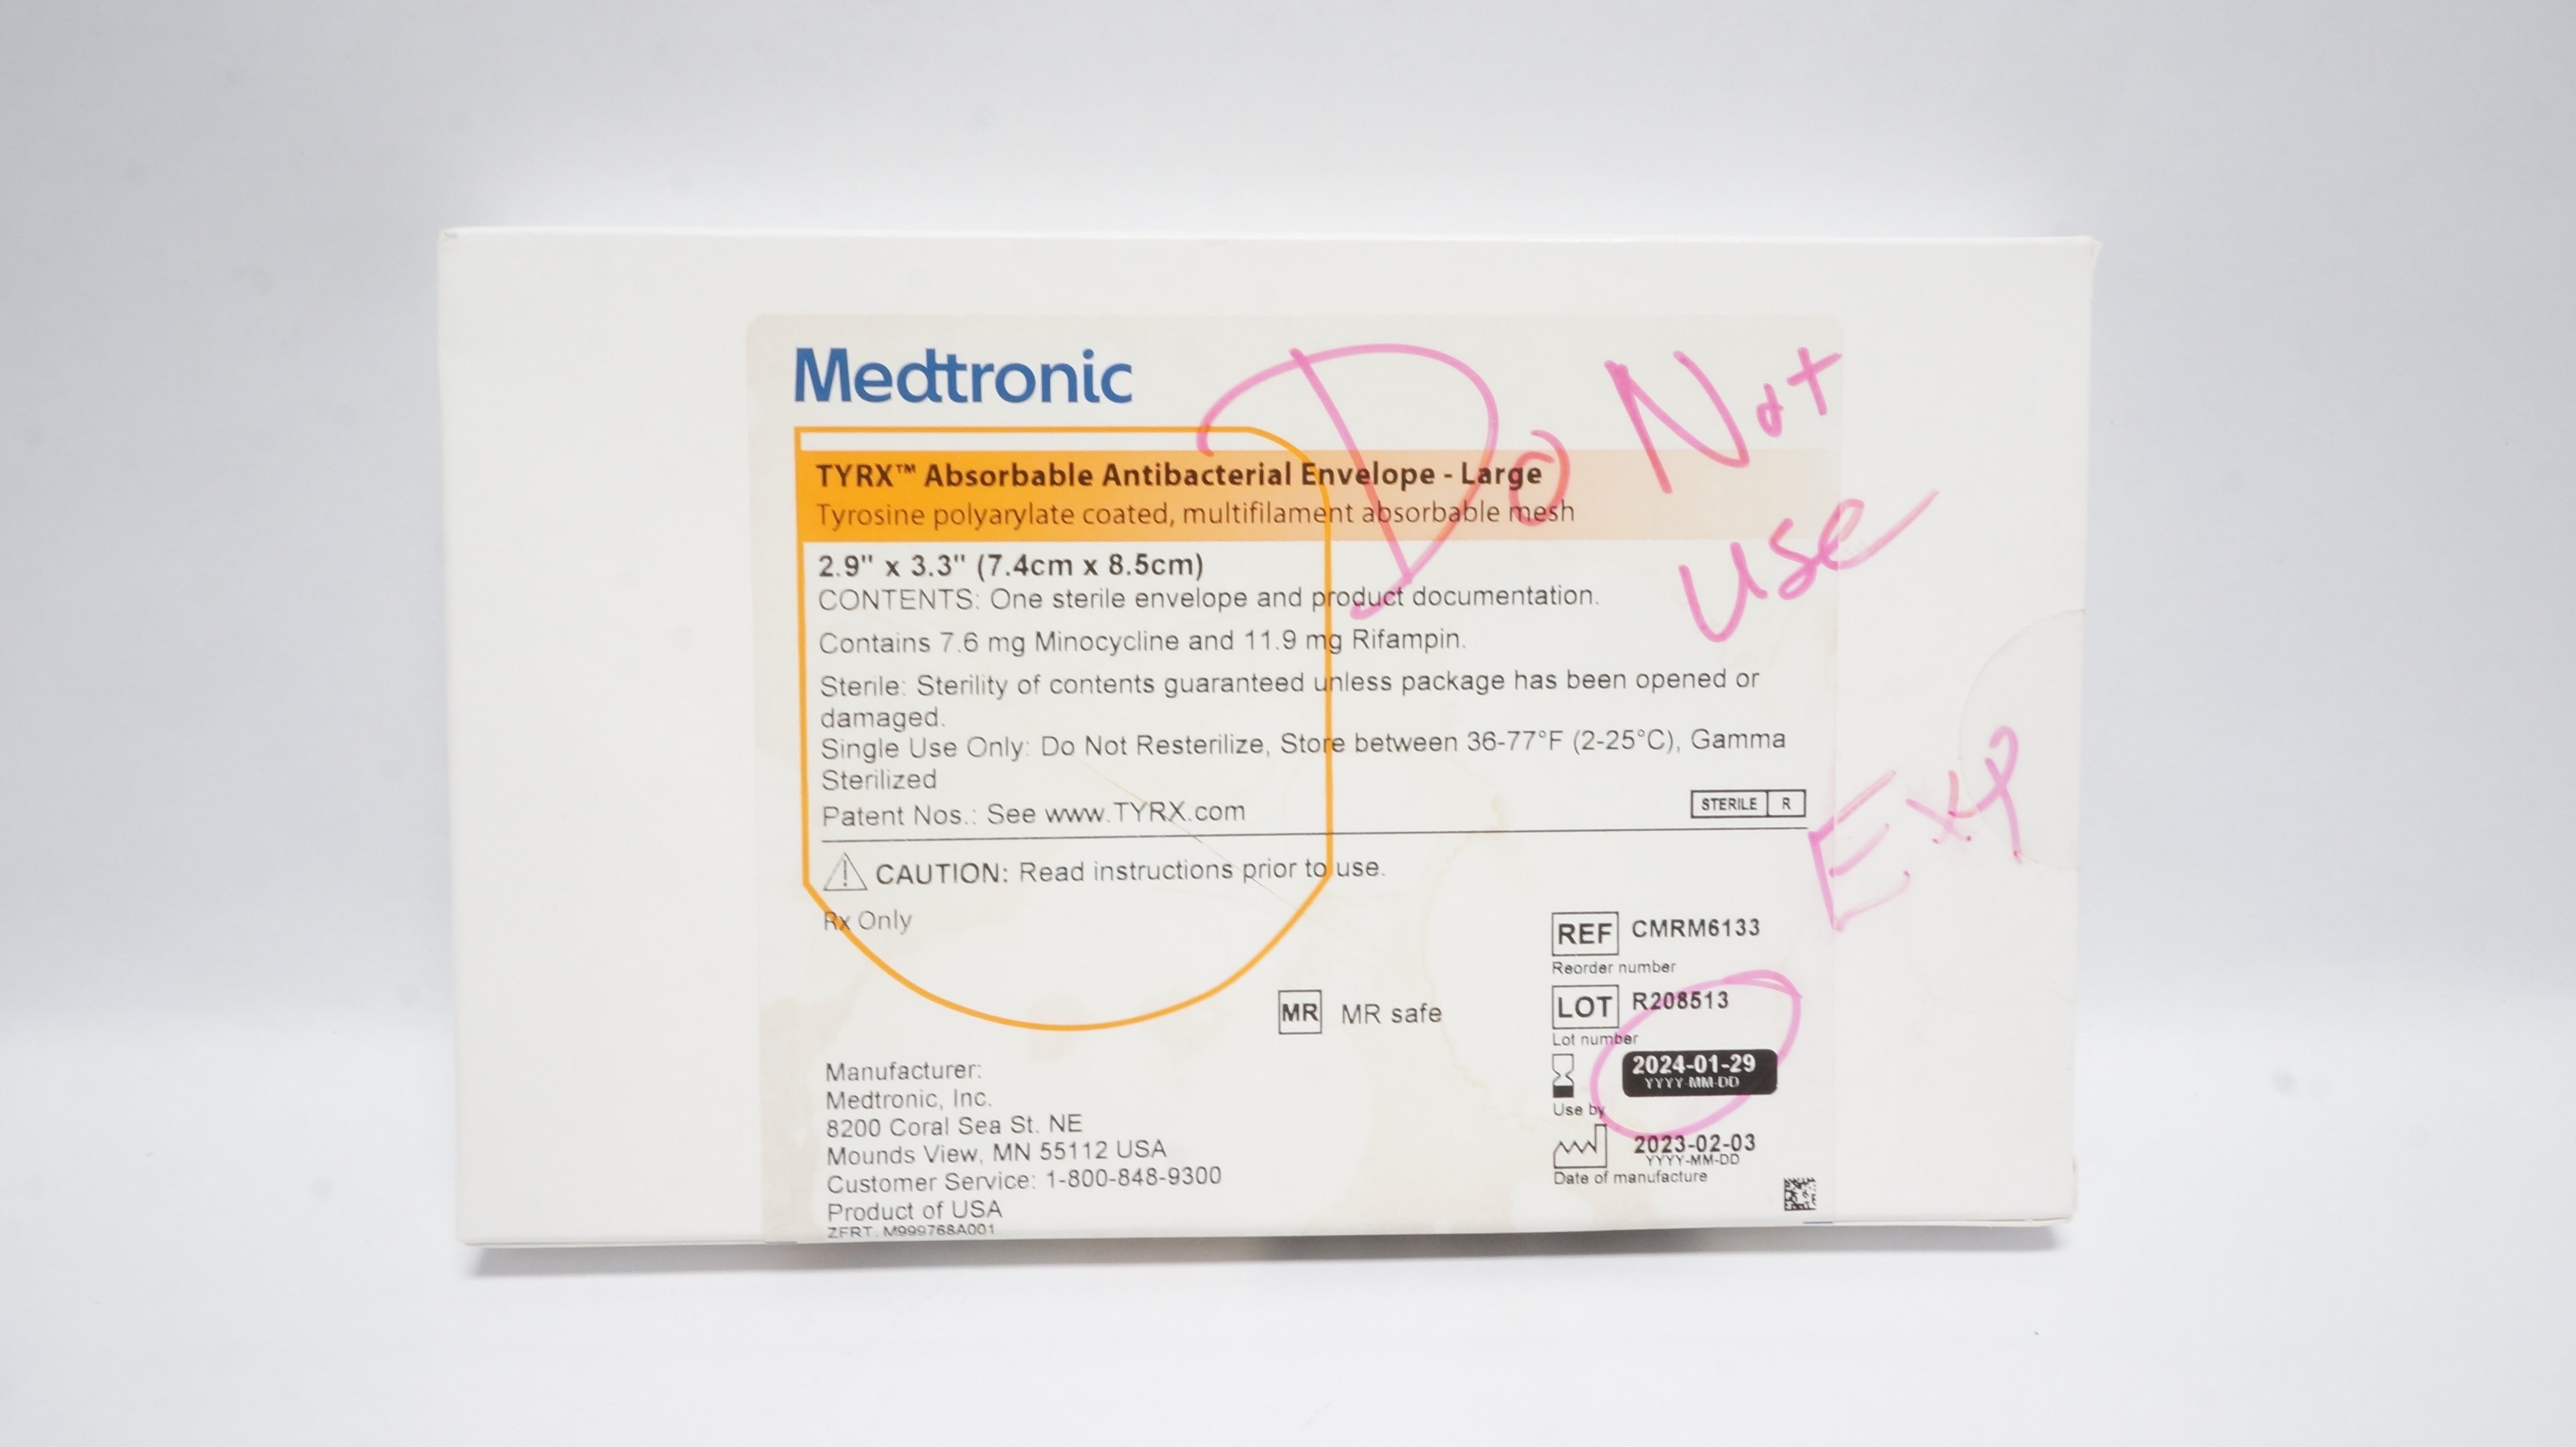 Medtronic
Do Not
use
TYRX™ Absorbable Antibacterial Envelope - Large
Tyrosine polyarylate coated, multifilament absorbable mesh
2.9" x 3.3" (7.4cm x 8.5cm)
CONTENTS: One sterile envelope and product documentation.
Contains 7.6 mg Minocycline and 11.9 mg Rifampin.
Sterile: Sterility of contents guaranteed unless package has been opened or
damaged.
Single Use Only: Do Not Resterilize, Store between 36-77°F (2-25°C), Gamma
Sterilized
Patent Nos.: See www.TYRX.com
STERILE R
Exp
CAUTION: Read instructions prior to use.
Rx Only
MR MR safe
REF CMRM6133
Reorder number
LOT R208513
Lot number
2024-01-29
YYYY-MM-DD
Use by
2023-02-03
YYYY-MM-DD
Date of manufacture
Manufacturer:
Medtronic, Inc.
8200 Coral Sea St. NE
Mounds View, MN 55112 USA
Customer Service: 1-800-848-9300
Product of USA
ZFRT. M999768A001